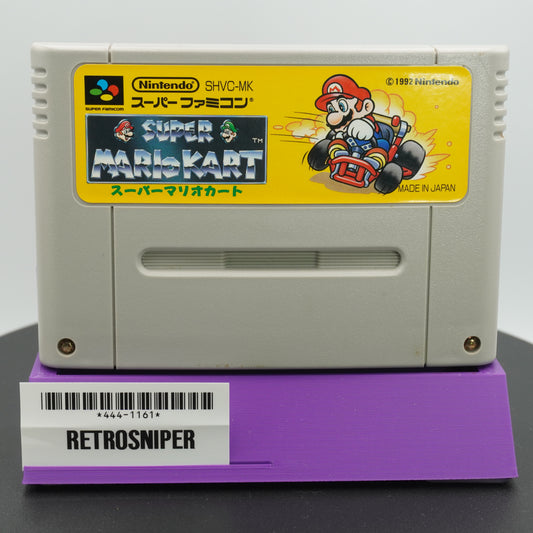 Nintendo SHVC-MK
スーパーファミコン®
SUPER FAMICOM
© 1992 Nintendo
SUPER
MARIO KART TM
スーパーマリオカート
MADE IN JAPAN
*444-1161*
RETROSNIPER